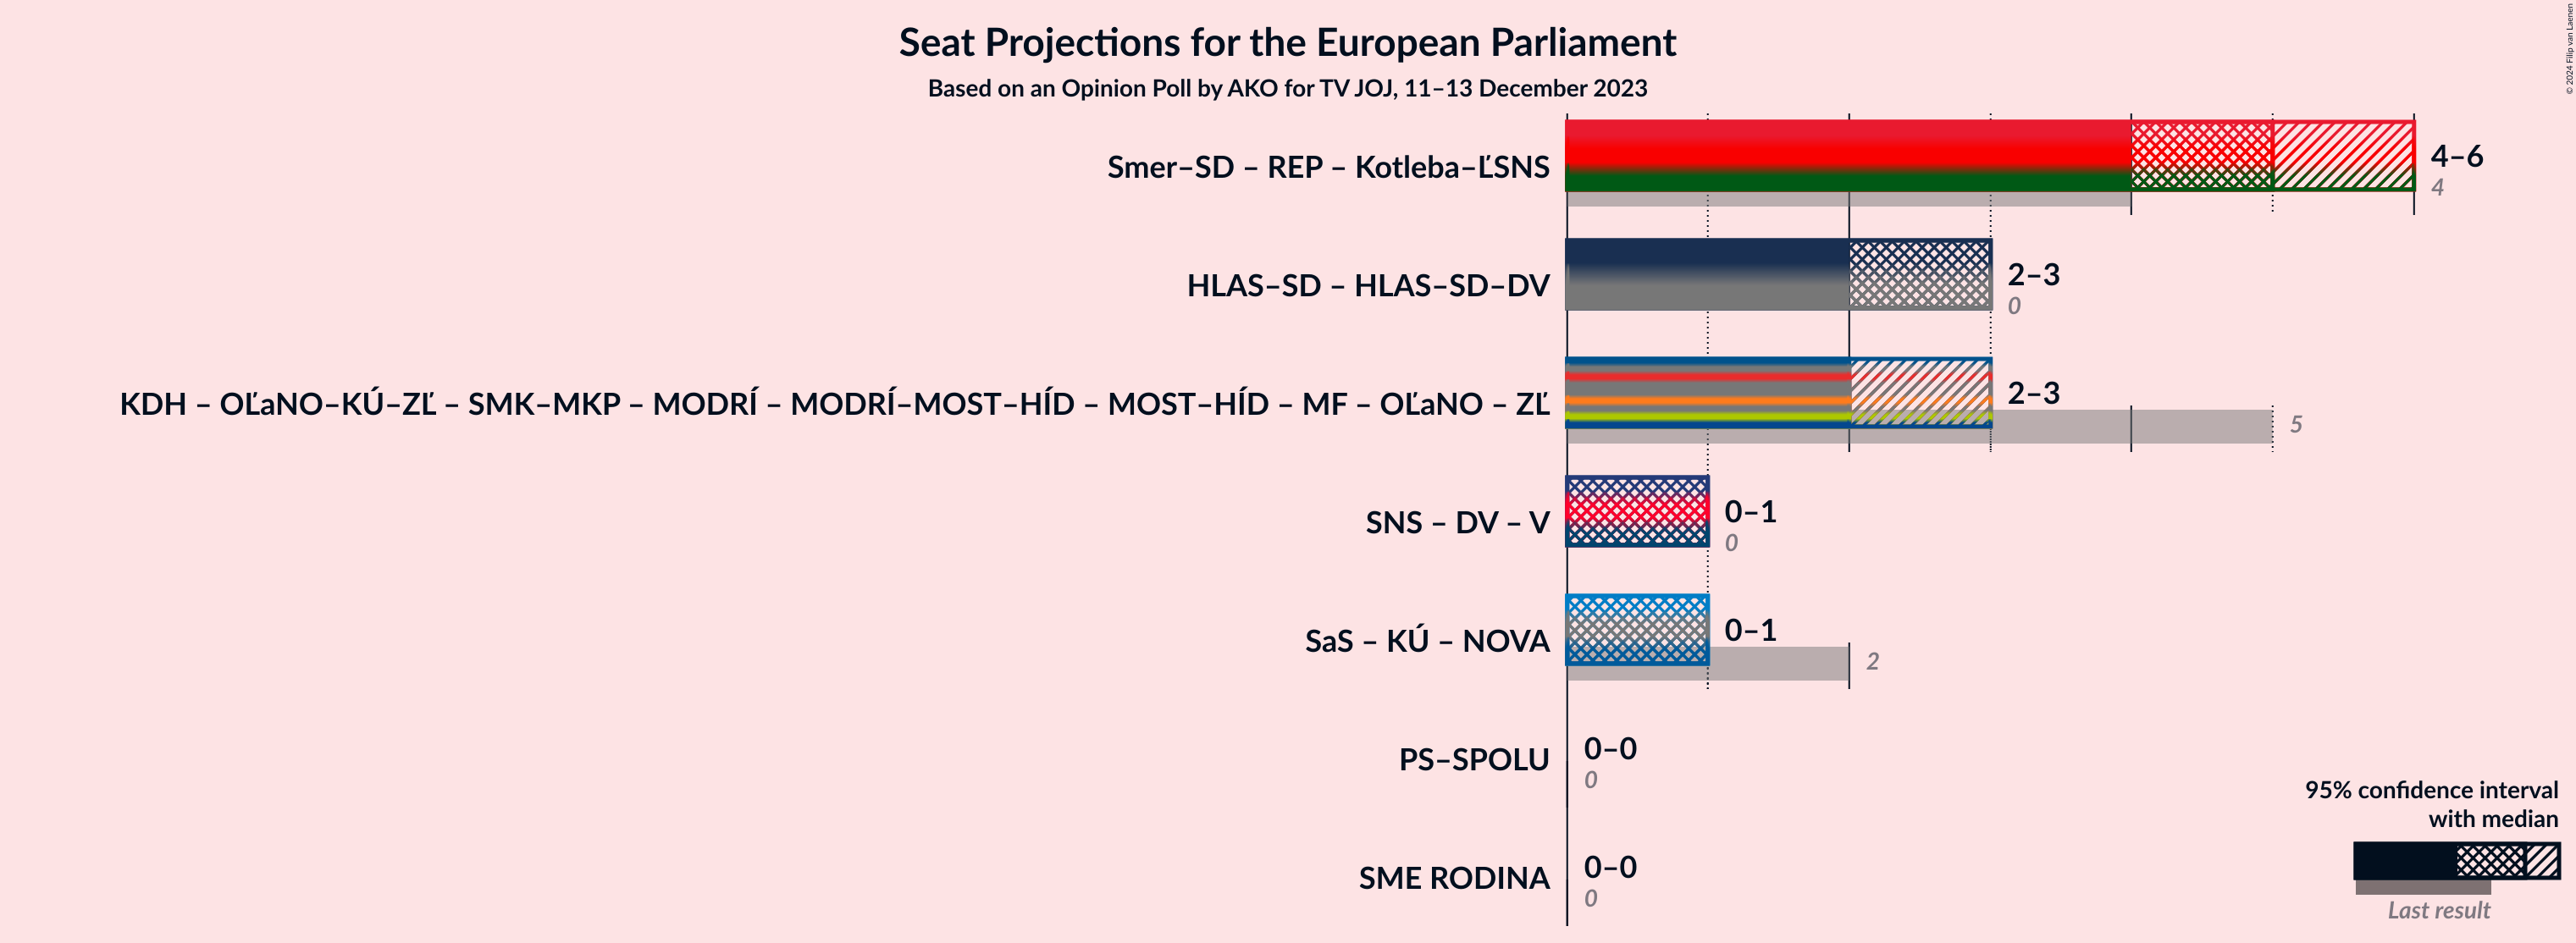 Seat Projections for the European Parliament
Based on an Opinion Poll by AKO for TV JOJ, 11–13 December 2023
© 2024 Filip van Laenen
Smer–SD – REP – Kotleba–ĽSNS
4–6
4
HLAS–SD – HLAS–SD–DV
2–3
0
KDH – OĽaNO–KÚ–ZĽ – SMK–MKP – MODRÍ – MODRÍ–MOST–HÍD – MOST–HÍD – MF – OĽaNO – ZĽ
2–3
5
SNS – DV – V
0–1
0
SaS – KÚ – NOVA
0–1
2
PS–SPOLU
0–0
0
SME RODINA
0–0
0
95% confidence interval
with median
Last result